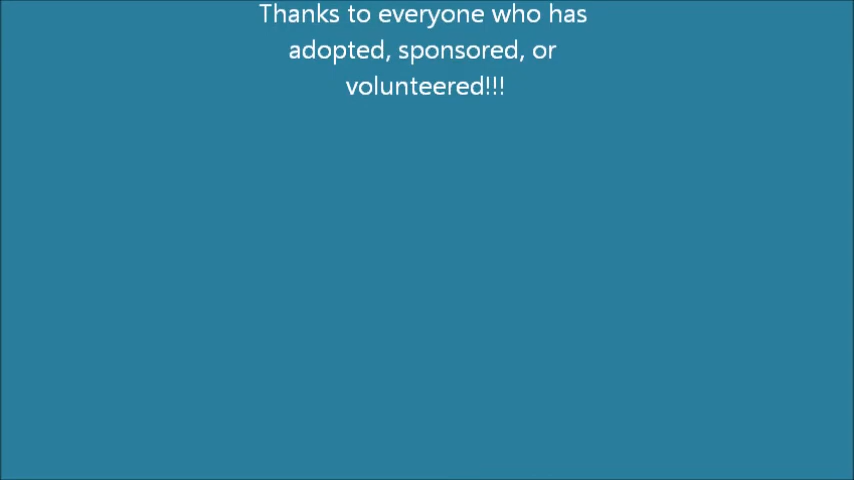 Thanks to everyone who has
adopted, sponsored, or
volunteered!!!